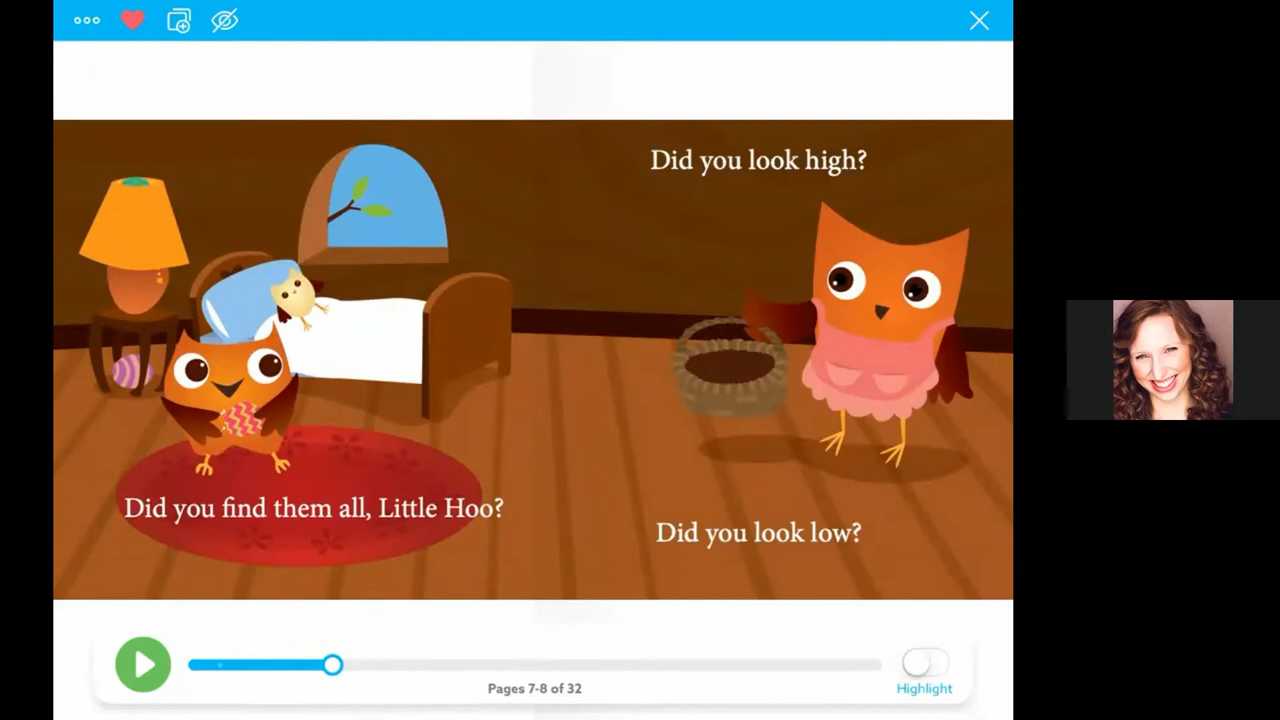 Did you find them all, Little Hoo?
Did you look high?
Did you look low?
Pages 7-8 of 32
Highlight